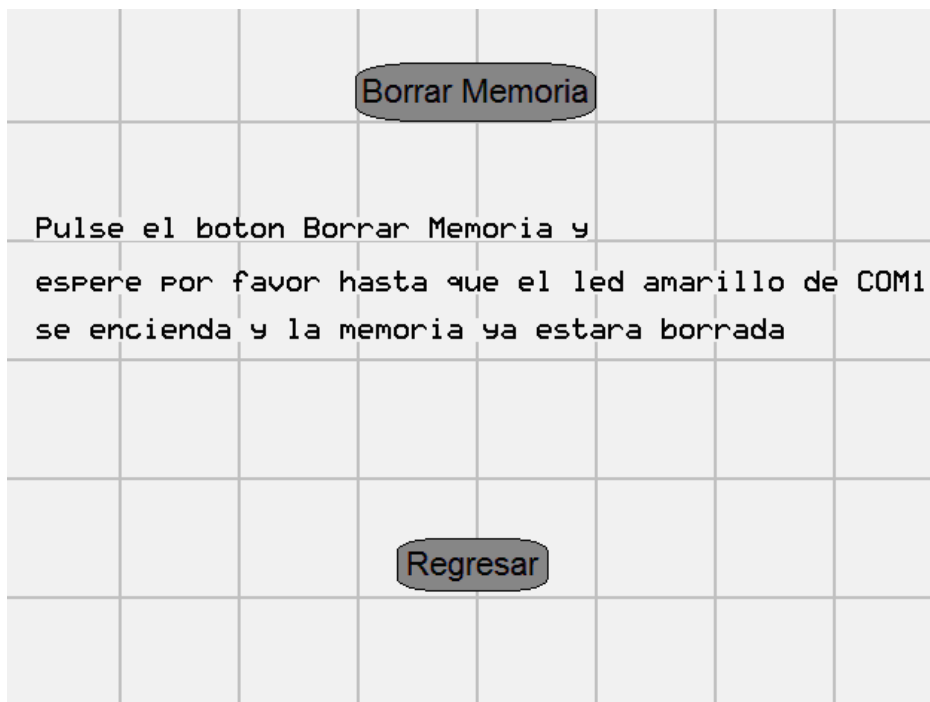 Borrar Memoria
Pulse el boton Borrar Memoria y
espere por favor hasta que el led amarillo de COM1
se encienda y la memoria ya estara borrada
Regresar